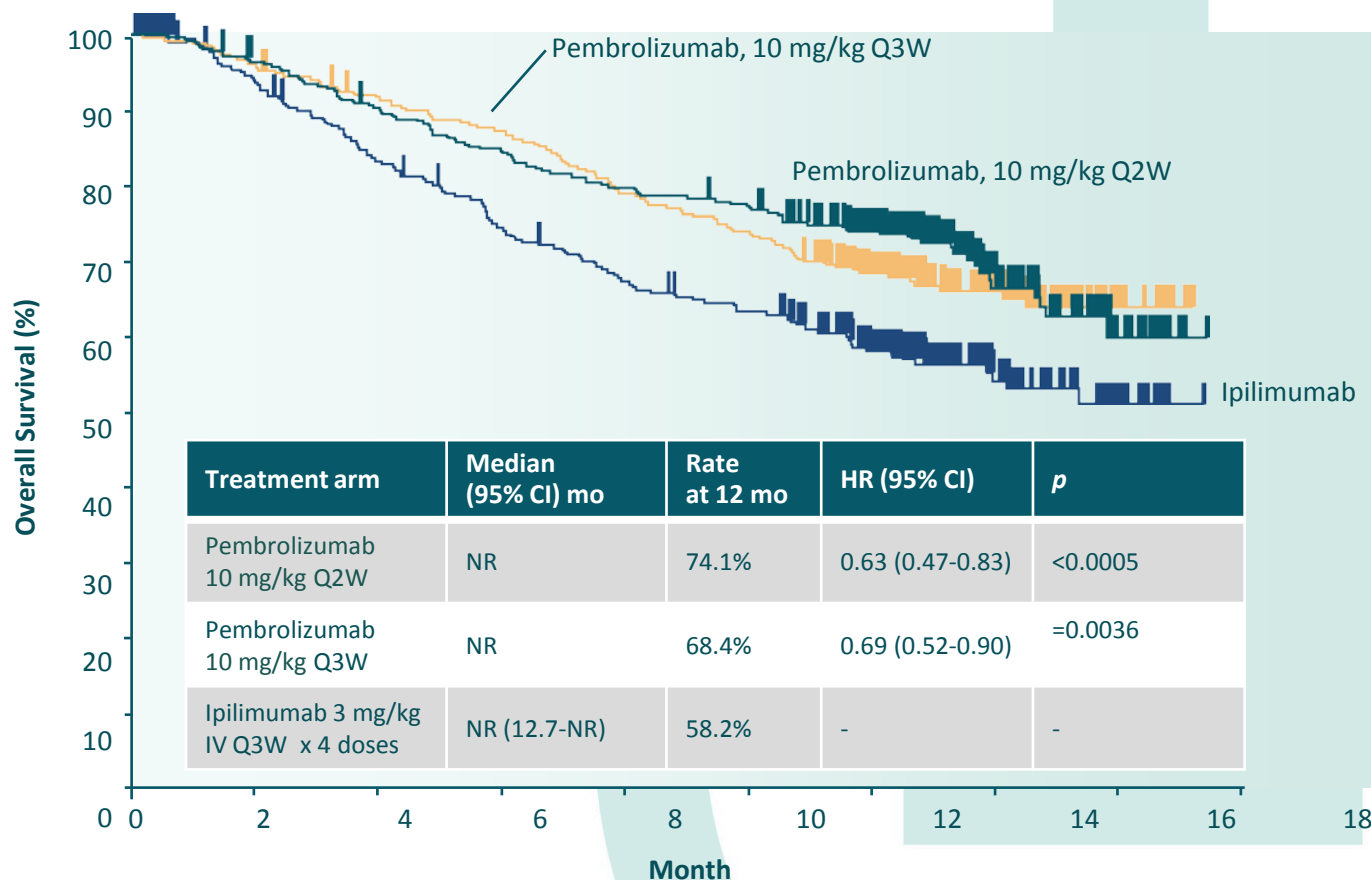 Pembrolizumab, 10 mg/kg Q3W
Pembrolizumab, 10 mg/kg Q2W
Ipilimumab
Overall Survival (%)
100
90
80
70
60
50
40
30
20
10
0
Treatment arm
Median
(95% CI) mo
Rate
at 12 mo
HR (95% CI)
p
Pembrolizumab
10 mg/kg Q2W
NR
74.1%
0.63 (0.47-0.83)
<0.0005
Pembrolizumab
10 mg/kg Q3W
NR
68.4%
0.69 (0.52-0.90)
=0.0036
Ipilimumab 3 mg/kg
IV Q3W x 4 doses
NR (12.7-NR)
58.2%
-
-
0 2 4 6 8 10 12 14 16 18
Month